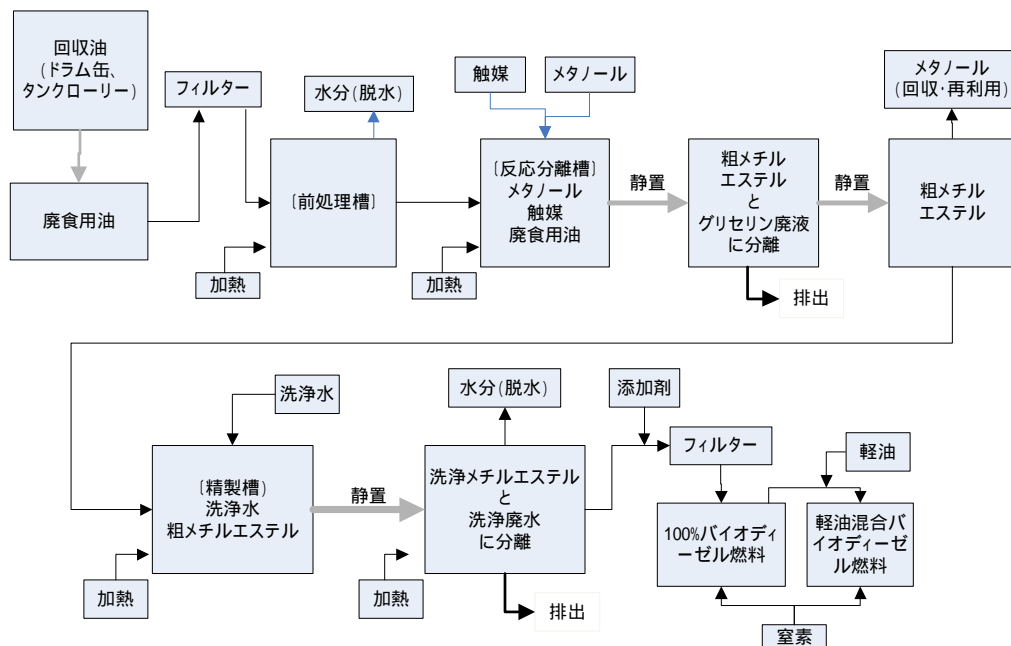 回収油
(ドラム缶、
タンクローリー)
廃食用油
フィルター
水分(脱水)
[前処理槽]
加熱
触媒
メタノール
[反応分離槽]
メタノール
触媒
廃食用油
加熱
静置
粗メチル
エステル
と
グリセリン廃液
に分離
排出
静置
メタノール
(回収・再利用)
粗メチル
エステル
洗浄水
[精製槽)
洗浄水
粗メチルエステル
加熱
静置
水分(脱水)
洗浄メチルエステル
と
洗浄廃水
に分離
加熱
排出
添加剤
フィルター
軽油
100%バイオディ
ーゼル燃料
軽油混合バ
イオディーゼ
ル燃料
窒素